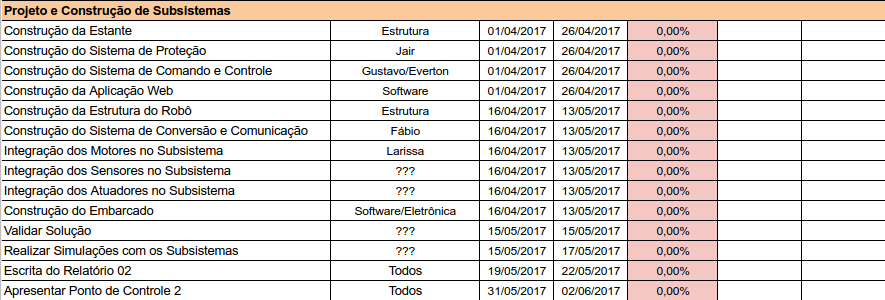 Projeto e Construção de Subsistemas
Construção da Estante Estrutura 01/04/2017 26/04/2017 0,00%
Construção do Sistema de Proteção Jair 01/04/2017 26/04/2017 0,00%
Construção do Sistema de Comando e Controle Gustavo/Everton 01/04/2017 26/04/2017 0,00%
Construção da Aplicação Web Software 01/04/2017 26/04/2017 0,00%
Construção da Estrutura do Robô Estrutura 16/04/2017 13/05/2017 0,00%
Construção do Sistema de Conversão e Comunicação Fábio 16/04/2017 13/05/2017 0,00%
Integração dos Motores no Subsistema Larissa 16/04/2017 13/05/2017 0,00%
Integração dos Sensores no Subsistema ??? 16/04/2017 13/05/2017 0,00%
Integração dos Atuadores no Subsistema ??? 16/04/2017 13/05/2017 0,00%
Construção do Embarcado Software/Eletrônica 16/04/2017 13/05/2017 0,00%
Validar Solução ??? 15/05/2017 15/05/2017 0,00%
Realizar Simulações com os Subsistemas ??? 15/05/2017 17/05/2017 0,00%
Escrita do Relatório 02 Todos 19/05/2017 22/05/2017 0,00%
Apresentar Ponto de Controle 2 Todos 31/05/2017 02/06/2017 0,00%